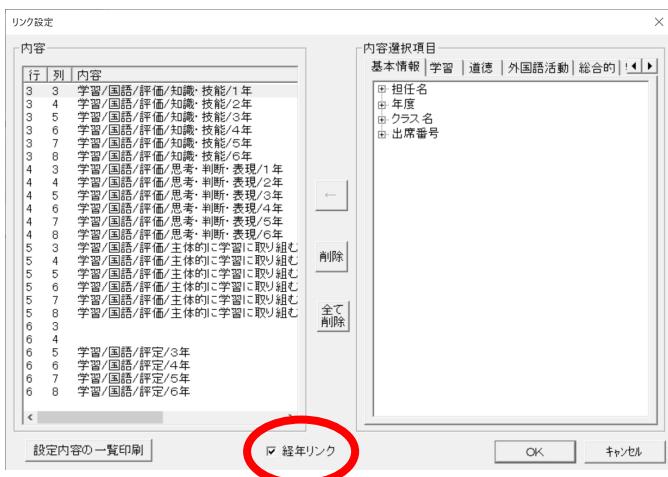 リンク設定
内容
行 列 内容
3 3 学習/国語/評価/知識・技能/1年
3 4 学習/国語/評価/知識・技能/2年
3 5 学習/国語/評価/知識・技能/3年
3 6 学習/国語/評価/知識・技能/4年
3 7 学習/国語/評価/知識・技能/5年
3 8 学習/国語/評価/知識・技能/6年
4 3 学習/国語/評価/思考・判断・表現/1年
4 4 学習/国語/評価/思考・判断・表現/2年
4 5 学習/国語/評価/思考・判断・表現/3年
4 6 学習/国語/評価/思考・判断・表現/4年
4 7 学習/国語/評価/思考・判断・表現/5年
4 8 学習/国語/評価/思考・判断・表現/6年
5 3 学習/国語/評価/主体的に学習に取り組む
5 4 学習/国語/評価/主体的に学習に取り組む
5 5 学習/国語/評価/主体的に学習に取り組む
5 6 学習/国語/評価/主体的に学習に取り組む
5 7 学習/国語/評価/主体的に学習に取り組む
5 8 学習/国語/評価/主体的に学習に取り組む
6 3
6 4
6 5 学習/国語/評定/3年
6 6 学習/国語/評定/4年
6 7 学習/国語/評定/5年
6 8 学習/国語/評定/6年
←
削除
全て
削除
内容選択項目
基本情報 学習 道徳 外国語活動 総合的
担任名
年度
クラス名
出席番号
設定内容の一覧印刷
経年リンク
OK
キャンセル